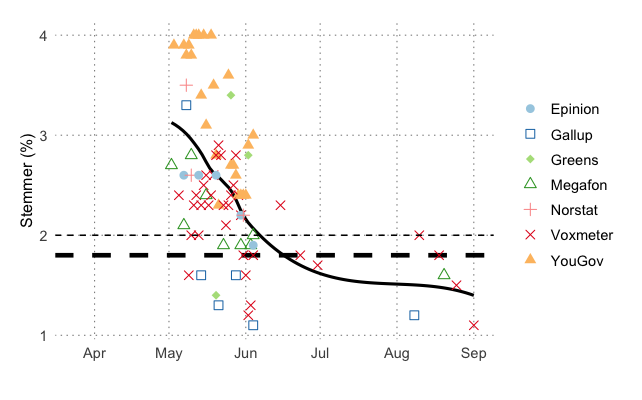 Stemmer (%)
4
3
2
1
Apr
May
Jun
Jul
Aug
Sep
Epinion
Gallup
Greens
Megafon
Norstat
Voxmeter
YouGov